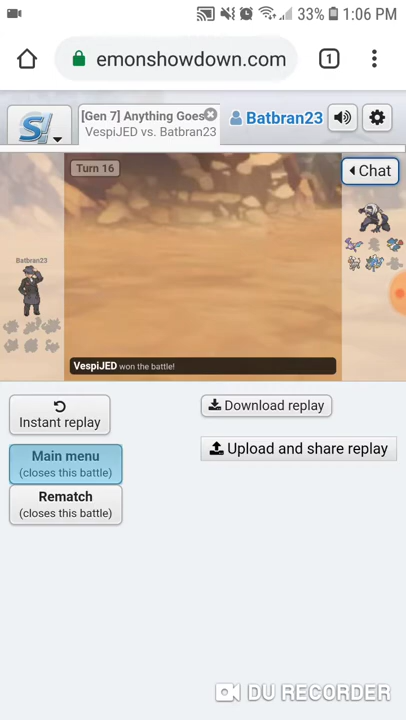 33% 1:06 PM
emonshowdown.com 1
[Gen 7] Anything Goes
VespiJED vs. Batbran23
Batbran23
S!
Turn 16
Chat
Batbran23
VespiJED won the battle!
Instant replay
Download replay
Main menu
(closes this battle)
Upload and share replay
Rematch
(closes this battle)
DU RECORDER